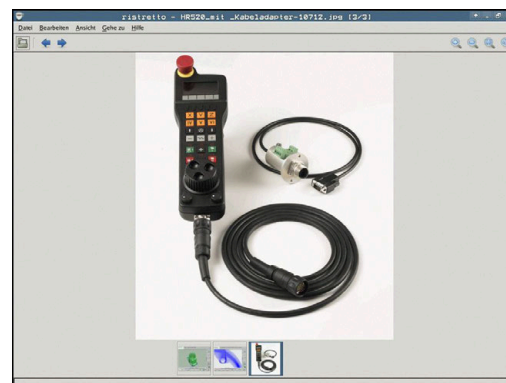 ristretto - HR520_mit _Kabeladapter-10712.jpg [3/3]
Datei Bearbeiten Ansicht Gehe zu Hilfe